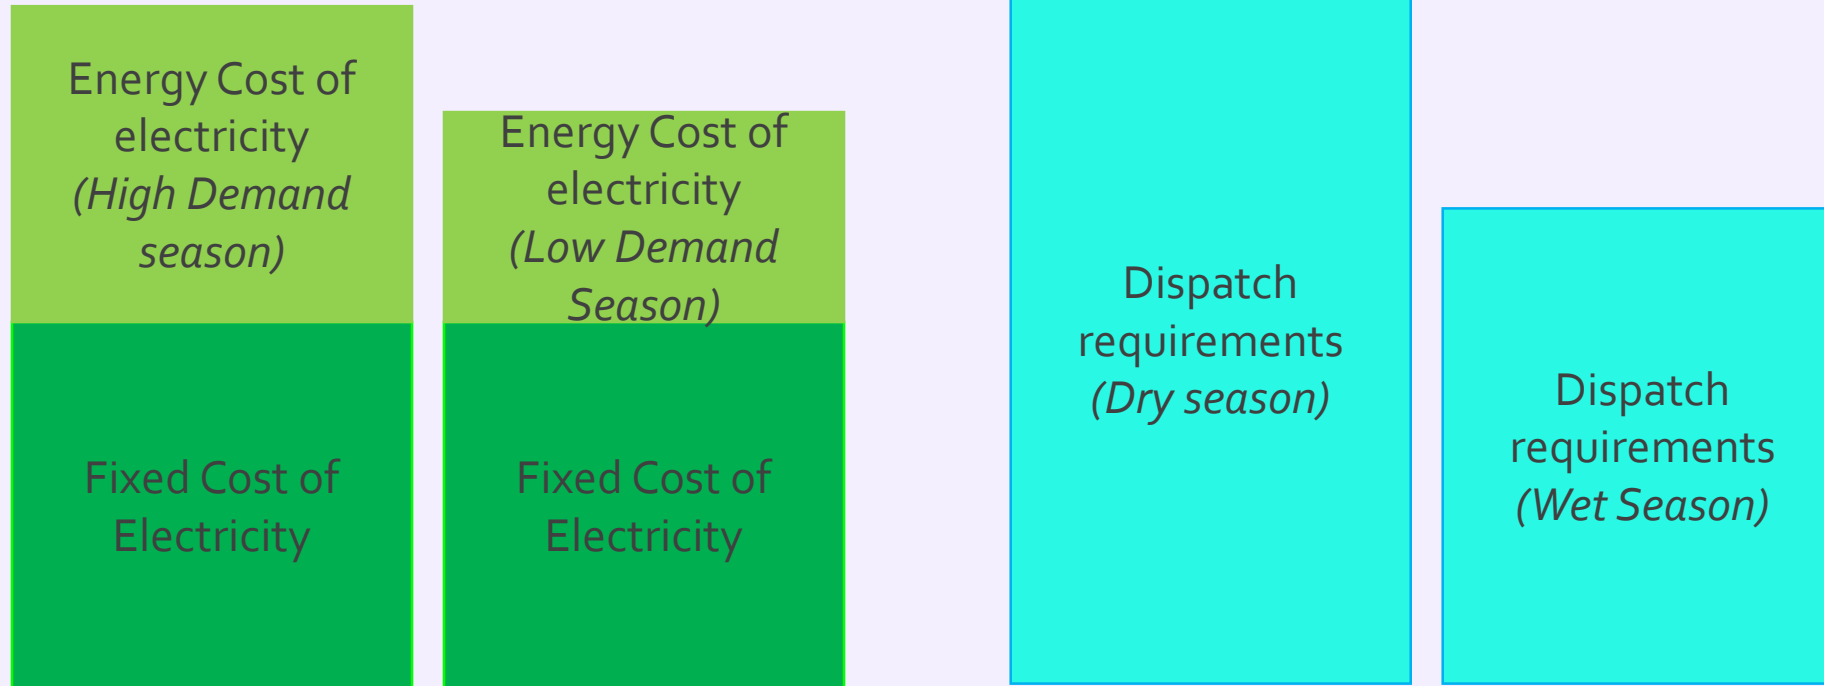 Energy Cost of
electricity
(High Demand
season)
Fixed Cost of
Electricity
Energy Cost of
electricity
(Low Demand
Season)
Fixed Cost of
Electricity
Dispatch
requirements
(Dry season)
Dispatch
requirements
(Wet Season)